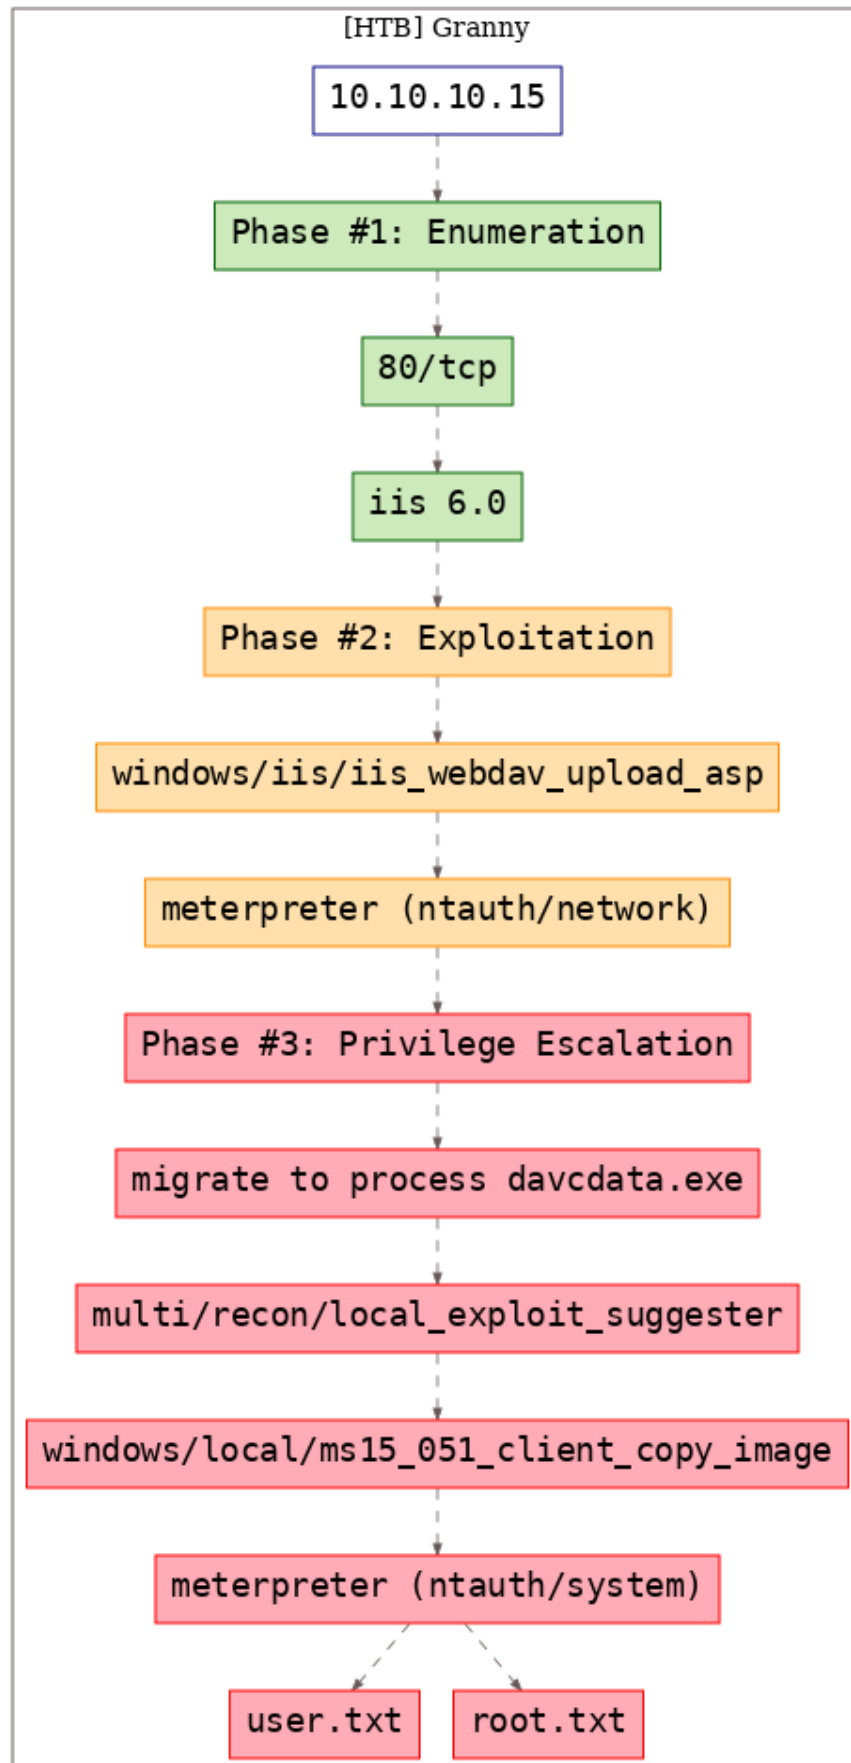 [HTB] Granny
10.10.10.15
Phase #1: Enumeration
80/tcp
iis 6.0
Phase #2: Exploitation
windows/iis/iis_webdav_upload_asp
meterpreter (ntauth/network)
Phase #3: Privilege Escalation
migrate to process davcdata.exe
multi/recon/local_exploit_suggester
windows/local/ms15_051_client_copy_image
meterpreter (ntauth/system)
user.txt
root.txt